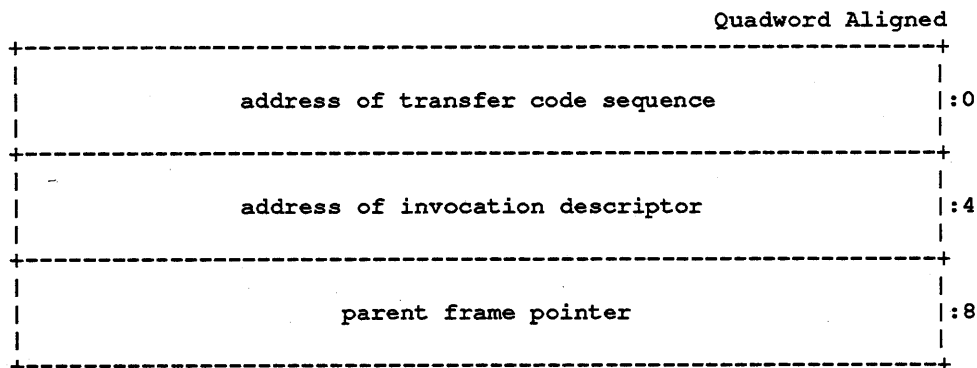 Quadword Aligned
address of transfer code sequence :0
address of invocation descriptor :4
parent frame pointer :8